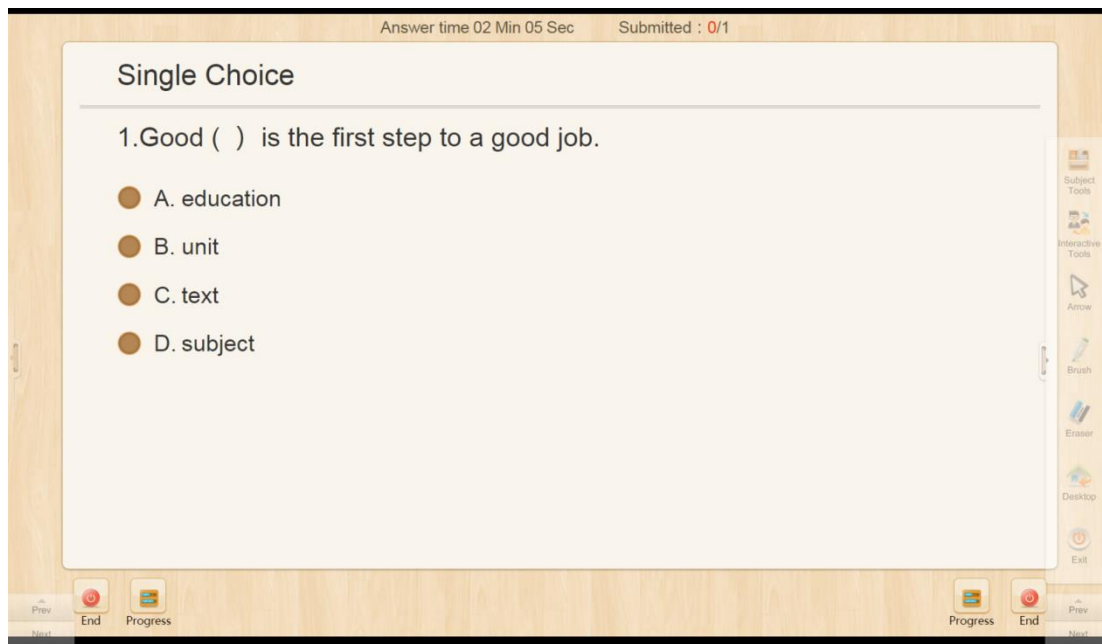 Answer time 02 Min 05 Sec Submitted : 0/1
Single Choice
1.Good ( ) is the first step to a good job.
A. education
B. unit
C. text
D. subject
Subject
Tools
Interactive
Tools
Arrow
Brush
Eraser
Desktop
Exit
Prev
Next
End
Progress
Progress
End
Prev
Next